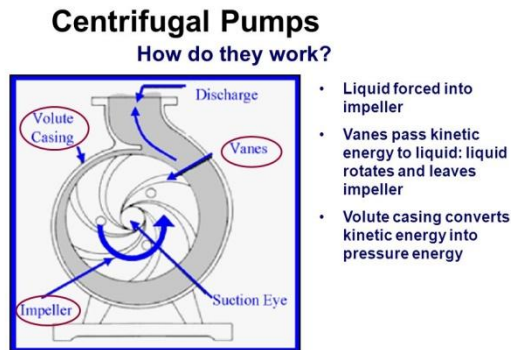 Centrifugal Pumps
How do they work?
Discharge
Volute
Casing
Vanes
Impeller
Suction Eye
• Liquid forced into
impeller
• Vanes pass kinetic
energy to liquid: liquid
rotates and leaves
impeller
• Volute casing converts
kinetic energy into
pressure energy